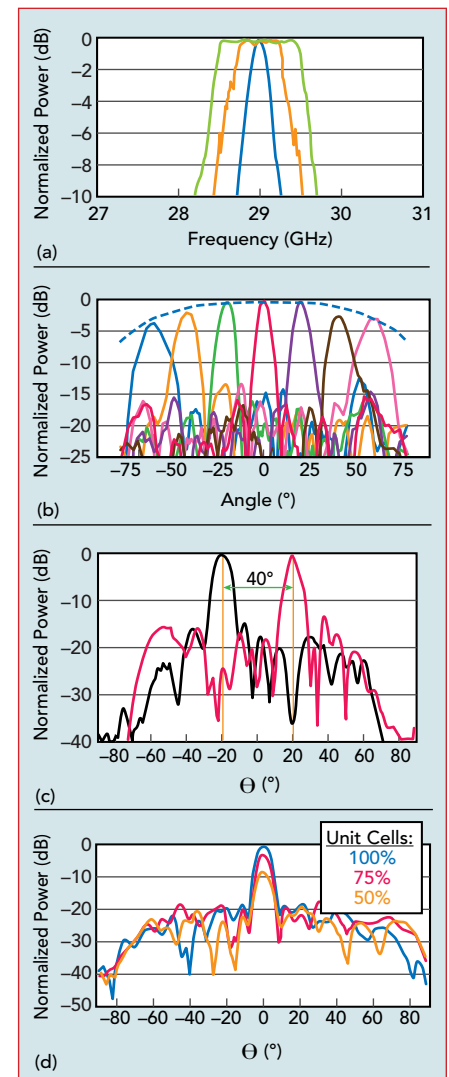 Normalized Power (dB)
0
−2
−4
−6
−8
−10
27 28 29 30 31
Frequency (GHz)
(a)
Normalized Power (dB)
0
−5
−10
−15
−20
−25
−75 −50 −25 0 25 50 75
Angle (°)
(b)
Normalized Power (dB)
0
−10
−20
−30
−40
40°
−80 −60 −40 −20 0 20 40 60 80
Θ (°)
(c)
Normalized Power (dB)
0
−10
−20
−30
−40
−50
Unit Cells:
100%
75%
50%
−80 −60 −40 −20 0 20 40 60 80
Θ (°)
(d)